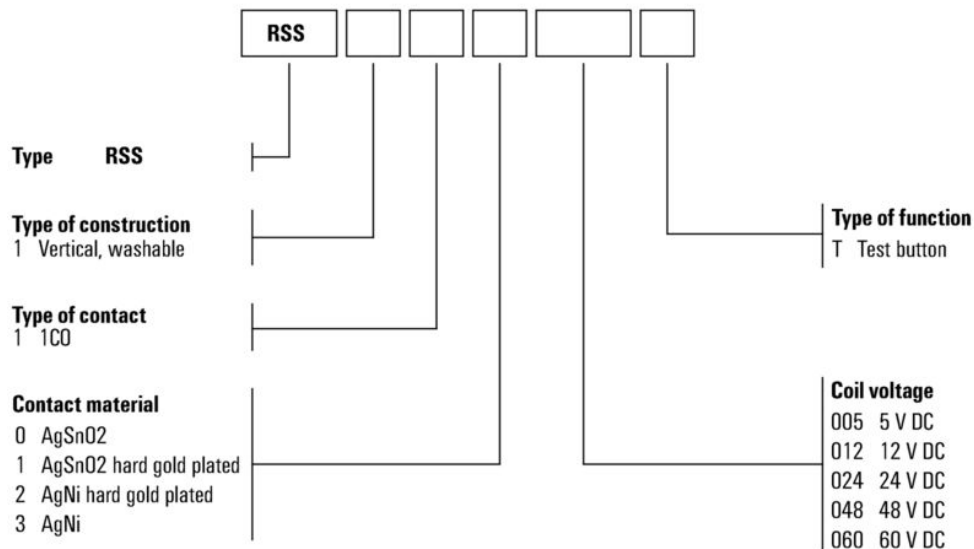 RSS
Type RSS
Type of construction
1 Vertical, washable
Type of contact
1 1CO
Contact material
0 AgSnO2
1 AgSnO2 hard gold plated
2 AgNi hard gold plated
3 AgNi
Type of function
T Test button
Coil voltage
005 5 V DC
012 12 V DC
024 24 V DC
048 48 V DC
060 60 V DC